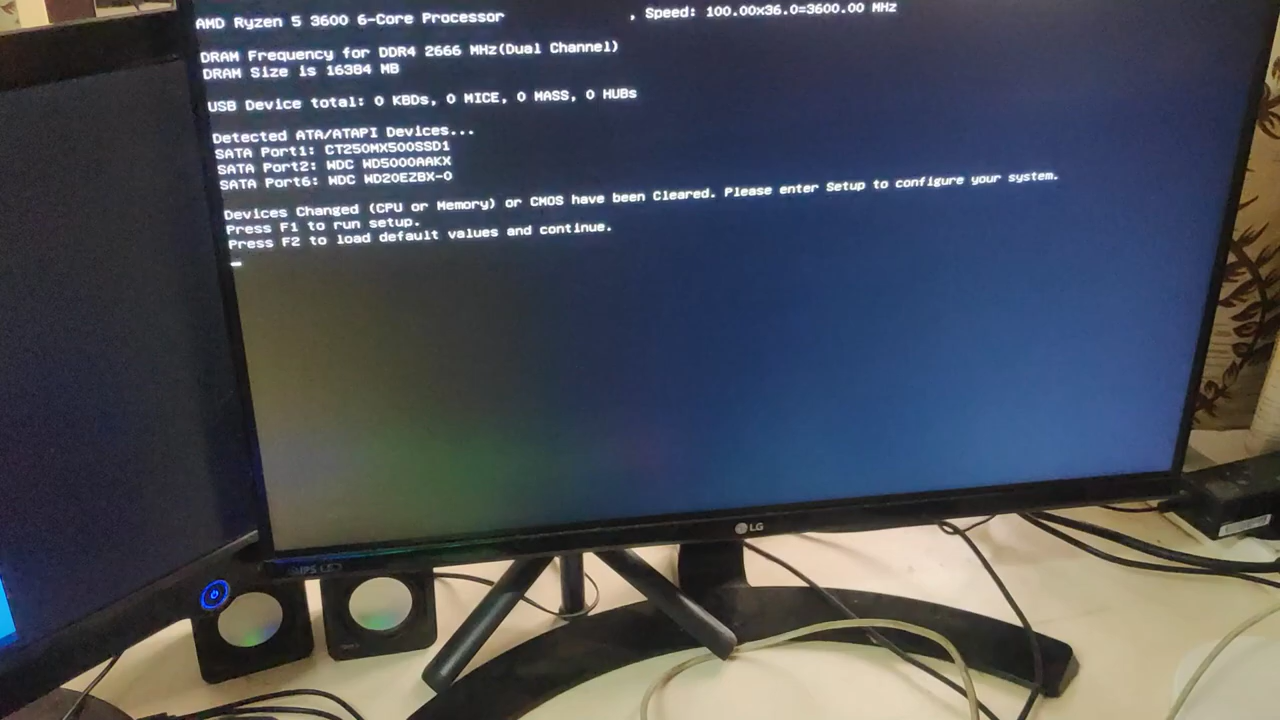 AMD Ryzen 5 3600 6-Core Processor , Speed: 100.00x36.0=3600.00 MHz
DRAM Frequency for DDR4 2666 MHz(Dual Channel)
DRAM Size is 16384 MB
USB Device total: 0 KBDs, 0 MICE, 0 MASS, 0 HUBs
Detected ATA/ATAPI Devices...
SATA Port1: CT250MX500SSD1
SATA Port2: WDC WD5000AAKX
SATA Port6: WDC WD20EZBX-0
Devices Changed (CPU or Memory) or CMOS have been Cleared. Please enter Setup to configure your system.
Press F1 to run setup.
Press F2 to load default values and continue.
LG